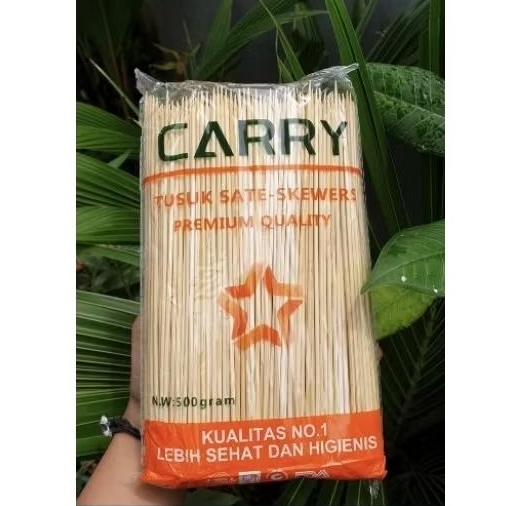 CARRY
TUSUK SATE-SKEWERS
PREMIUM QUALITY
N.W:500gram
KUALITAS NO.1
LEBIH SEHAT DAN HIGIENIS